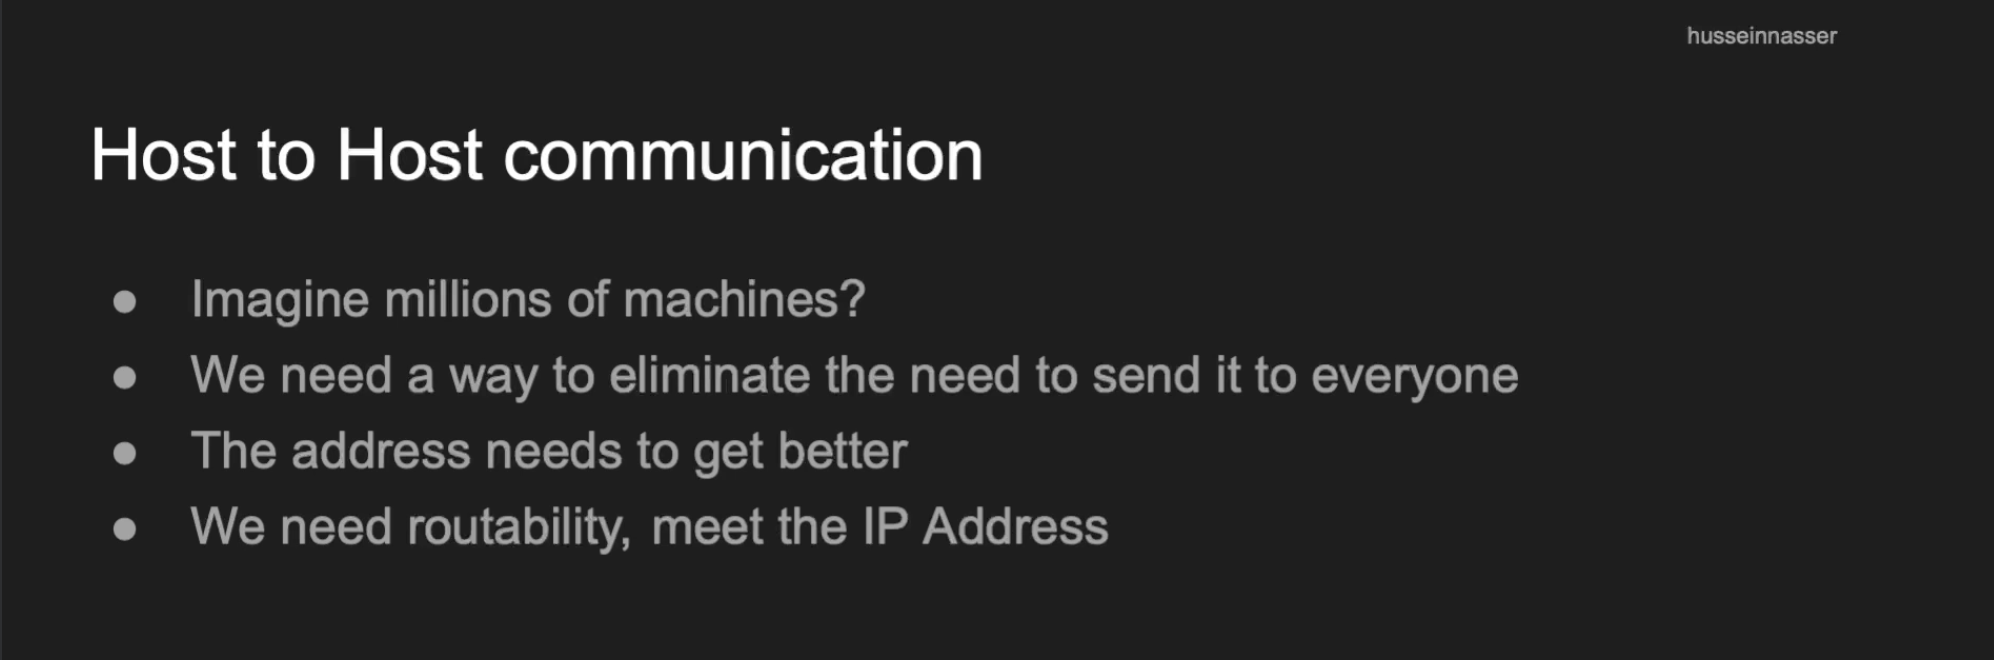 husseinnasser
Host to Host communication
● Imagine millions of machines?
● We need a way to eliminate the need to send it to everyone
● The address needs to get better
● We need routability, meet the IP Address